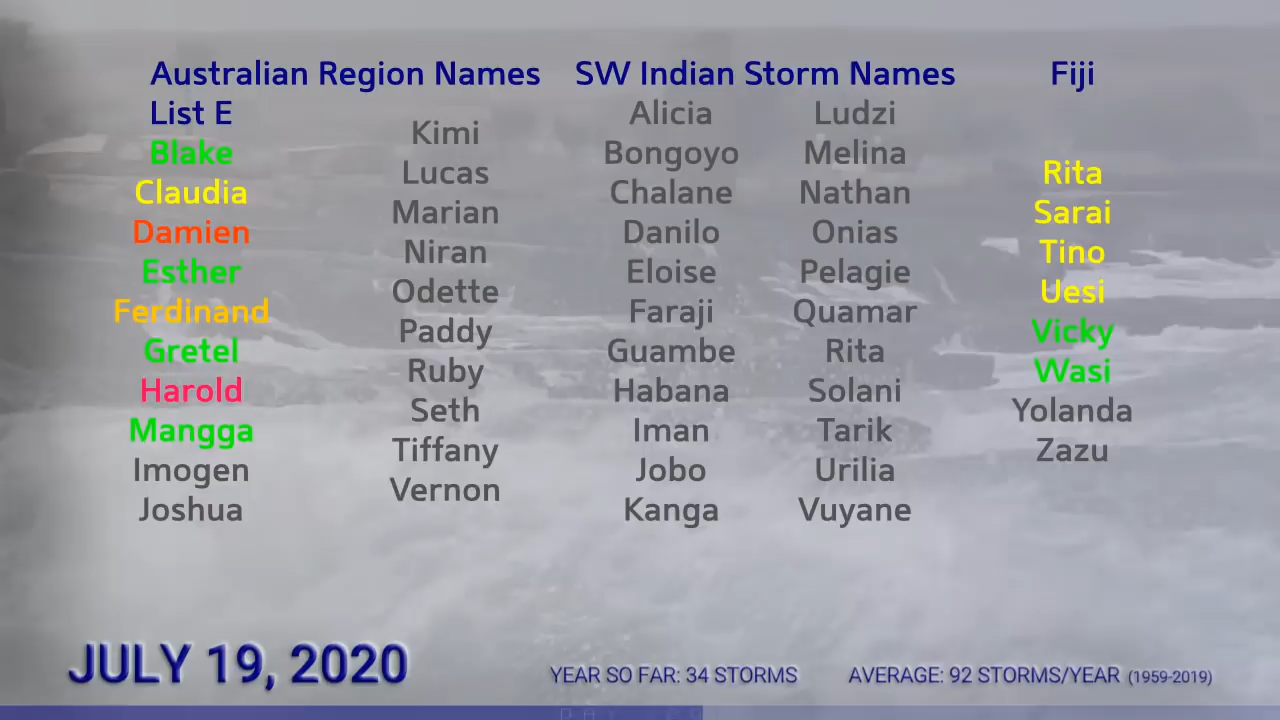 Australian Region Names
List E
Blake
Claudia
Damien
Esther
Ferdinand
Gretel
Harold
Mangga
Imogen
Joshua
Kimi
Lucas
Marian
Niran
Odette
Paddy
Ruby
Seth
Tiffany
Vernon
SW Indian Storm Names
Alicia
Bongoyo
Chalane
Danilo
Eloise
Faraji
Guambe
Habana
Iman
Jobo
Kanga
Ludzi
Melina
Nathan
Onias
Pelagie
Quamar
Rita
Solani
Tarik
Urilia
Vuyane
Fiji
Rita
Sarai
Tino
Uesi
Vicky
Wasi
Yolanda
Zazu
JULY 19, 2020
YEAR SO FAR: 34 STORMS
AVERAGE: 92 STORMS/YEAR (1959-2019)